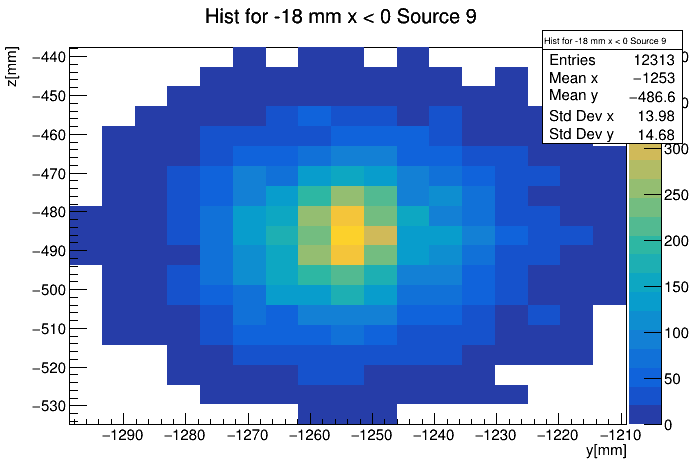 Hist for -18 mm x < 0 Source 9
Hist for -18 mm x < 0 Source 9
Entries 12313
Mean x −1253
Mean y −486.6
Std Dev x 13.98
Std Dev y 14.68
z[mm]
−440
−450
−460
−470
−480
−490
−500
−510
−520
−530
−1290 −1280 −1270 −1260 −1250 −1240 −1230 −1220 −1210
y[mm]
300
250
200
150
100
50
0